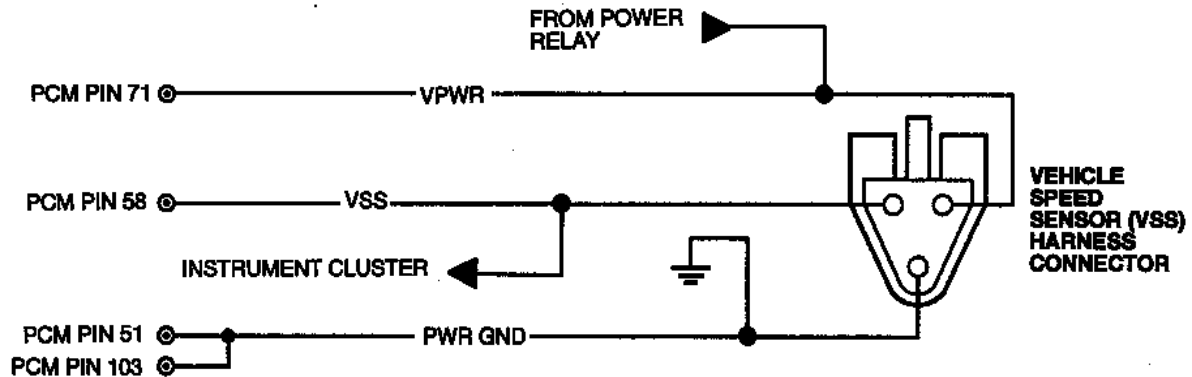 FROM POWER
RELAY
PCM PIN 71
VPWR
PCM PIN 58
VSS
VEHICLE
SPEED
SENSOR (VSS)
HARNESS
CONNECTOR
INSTRUMENT CLUSTER
PCM PIN 51
PWR GND
PCM PIN 103